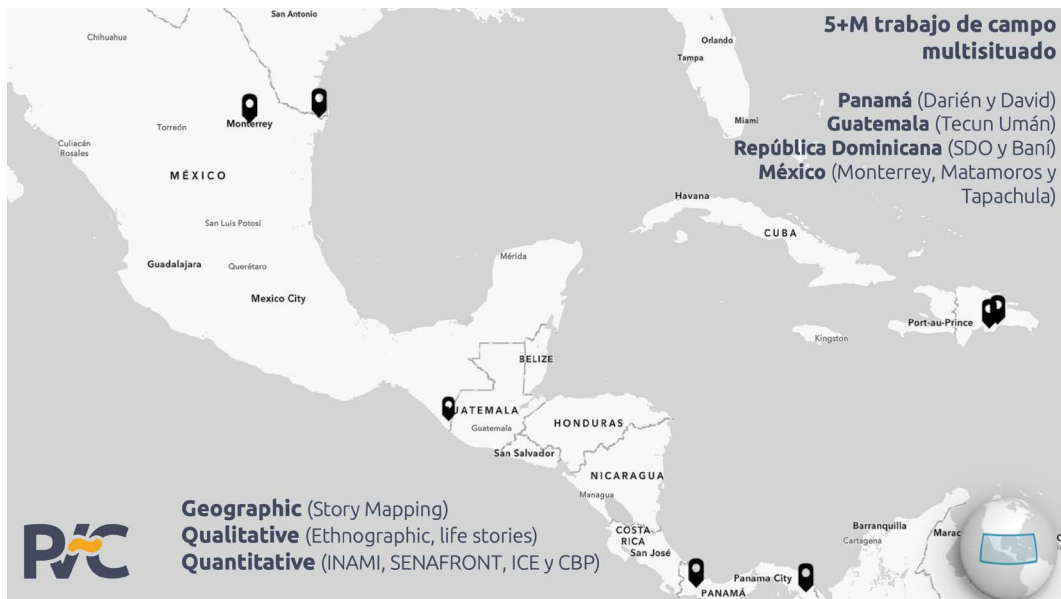 San Antonio
Chihuahua
Orlando
Tampa
Miami
5+M trabajo de campo
multisituado
Panamá (Darién y David)
Guatemala (Tecun Umán)
República Dominicana (SDO y Baní)
México (Monterrey, Matamoros y
Tapachula)
Monterrey
Torreón
Culiacán
Rosales
MÉXICO
San Luis Potosí
Guadalajara
Querétaro
Mexico City
Mérida
Havana
CUBA
Port-au-Prince
Kingston
BELIZE
GUATEMALA
Guatemala
HONDURAS
San Salvador
NICARAGUA
Managua
COSTA
RICA
San José
Panama City
PANAMÁ
Barranquilla
Cartagena
Marac
PVC
Geographic (Story Mapping)
Qualitative (Ethnographic, life stories)
Quantitative (INAMI, SENAFRONT, ICE y CBP)